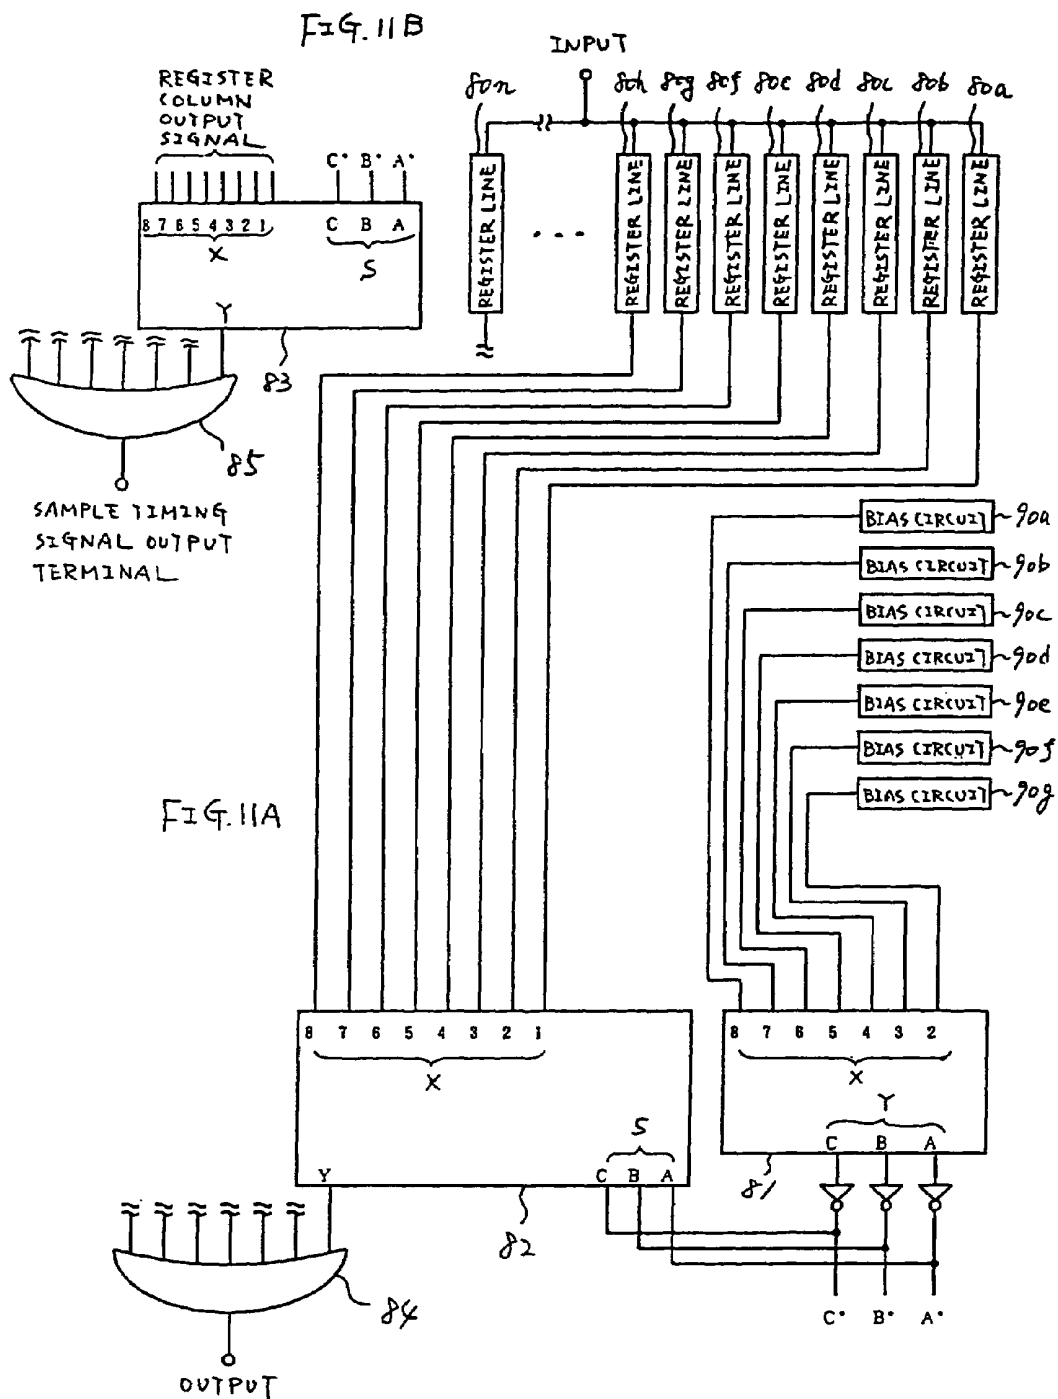 FIG. 11B
REGISTER
COLUMN
OUTPUT
SIGNAL
C* B* A*
8 7 6 5 4 3 2 1
X
C B A
S
Y
83
85
SAMPLE TIMING
SIGNAL OUTPUT
TERMINAL
INPUT
80n 80h 80g 80f 80e 80d 80c 80b 80a
REGISTER LINE
...
REGISTER LINE
REGISTER LINE
REGISTER LINE
REGISTER LINE
REGISTER LINE
REGISTER LINE
REGISTER LINE
REGISTER LINE
BIAS CIRCUIT 90a
BIAS CIRCUIT 90b
BIAS CIRCUIT 90c
BIAS CIRCUIT 90d
BIAS CIRCUIT 90e
BIAS CIRCUIT 90f
BIAS CIRCUIT 90g
FIG. 11A
8 7 6 5 4 3 2 1
X
S
C B A
Y
82
8 7 6 5 4 3 2
X
Y
C B A
81
C* B* A*
84
OUTPUT